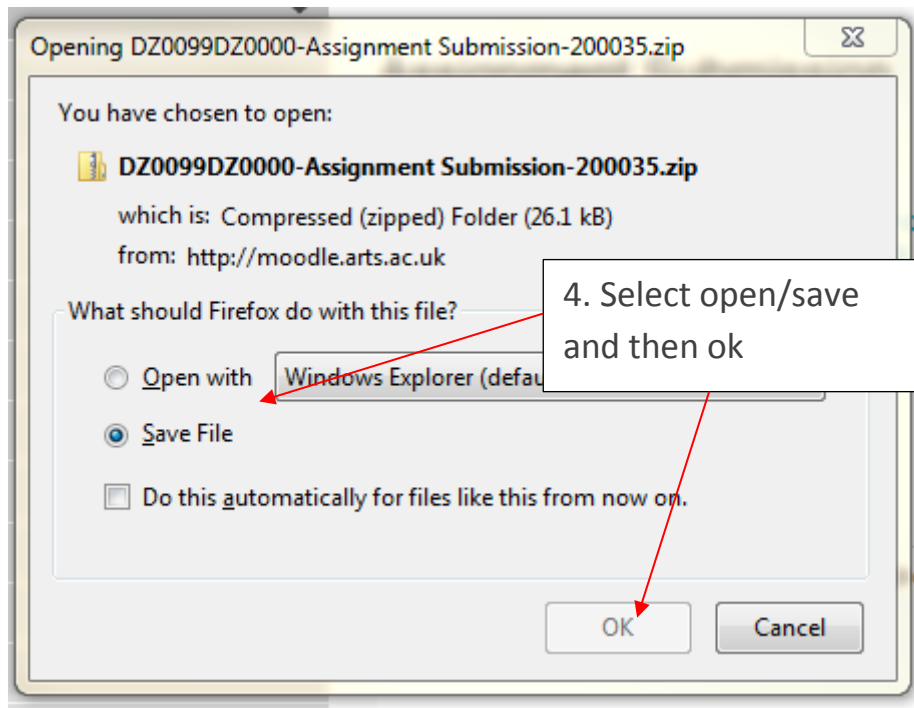 Opening DZ0099DZ0000-Assignment Submission-200035.zip
You have chosen to open:
DZ0099DZ0000-Assignment Submission-200035.zip
which is: Compressed (zipped) Folder (26.1 kB)
from: http://moodle.arts.ac.uk
4. Select open/save
and then ok
What should Firefox do with this file?
Open with Windows Explorer (defau
Save File
Do this automatically for files like this from now on.
OK Cancel